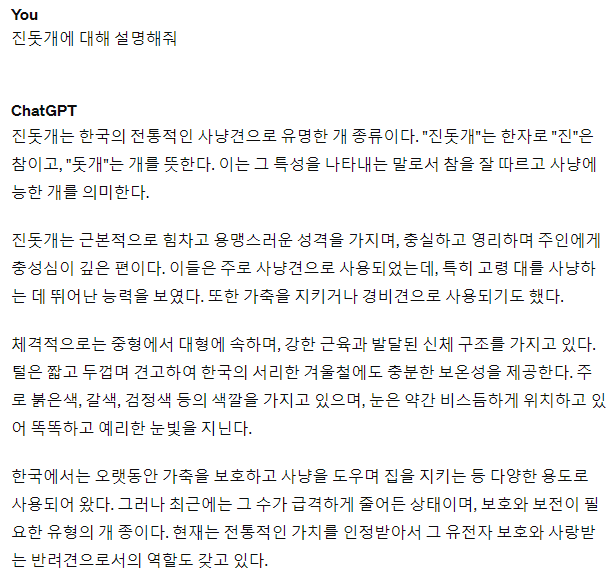 You
진돗개에 대해 설명해줘
ChatGPT
진돗개는 한국의 전통적인 사냥견으로 유명한 개 종류이다. "진돗개"는 한자로 "진"은
참이고, "돗개"는 개를 뜻한다. 이는 그 특성을 나타내는 말로서 참을 잘 따르고 사냥에
능한 개를 의미한다.
진돗개는 근본적으로 힘차고 용맹스러운 성격을 가지며, 충실하고 영리하며 주인에게
충성심이 깊은 편이다. 이들은 주로 사냥견으로 사용되었는데, 특히 고령 대를 사냥하
는 데 뛰어난 능력을 보였다. 또한 가축을 지키거나 경비견으로 사용되기도 했다.
체격적으로는 중형에서 대형에 속하며, 강한 근육과 발달된 신체 구조를 가지고 있다.
털은 짧고 두껍며 견고하여 한국의 서리한 겨울철에도 충분한 보온성을 제공한다. 주
로 붉은색, 갈색, 검정색 등의 색깔을 가지고 있으며, 눈은 약간 비스듬하게 위치하고 있
어 똑똑하고 예리한 눈빛을 지닌다.
한국에서는 오랫동안 가축을 보호하고 사냥을 도우며 집을 지키는 등 다양한 용도로
사용되어 왔다. 그러나 최근에는 그 수가 급격하게 줄어든 상태이며, 보호와 보전이 필
요한 유형의 개 종이다. 현재는 전통적인 가치를 인정받아서 그 유전자 보호와 사랑받
는 반려견으로서의 역할도 갖고 있다.